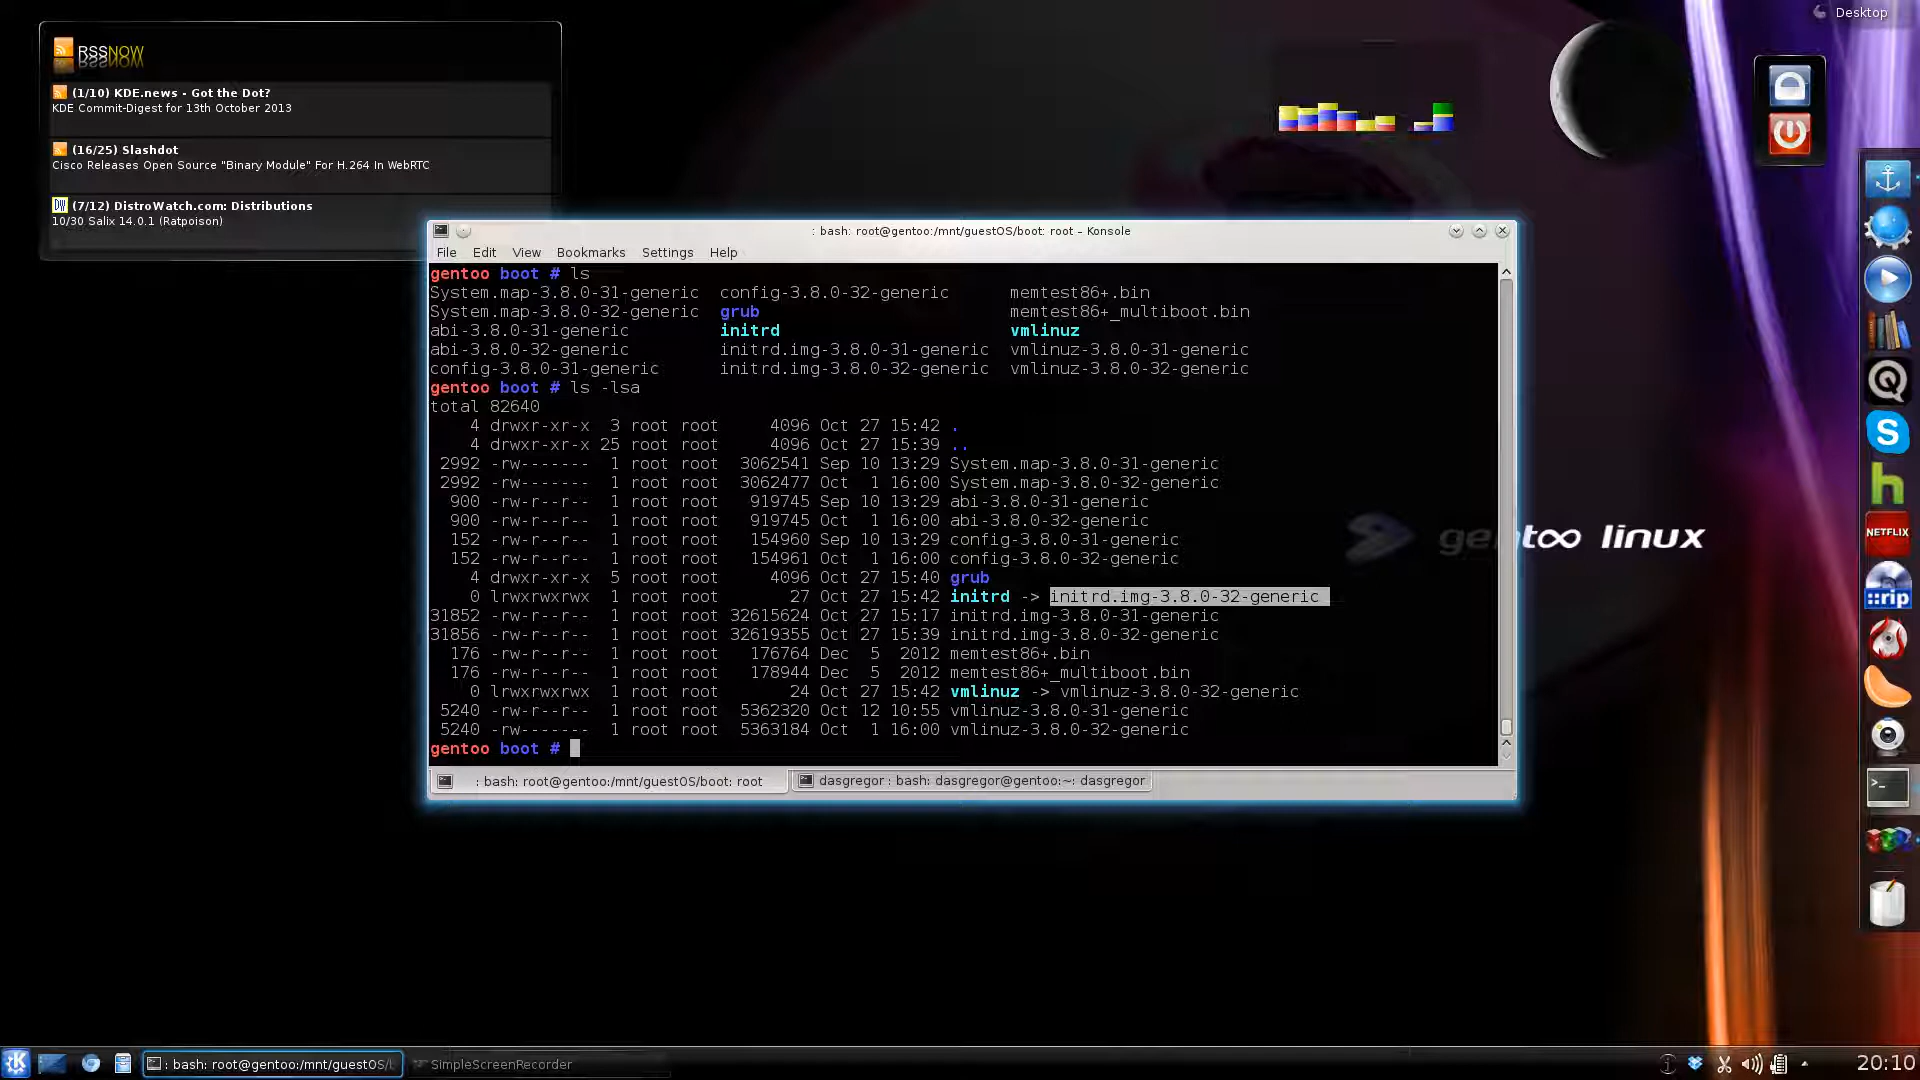 Desktop
RSSNOW
(1/10) KDE.news - Got the Dot?
KDE Commit-Digest for 13th October 2013
(16/25) Slashdot
Cisco Releases Open Source "Binary Module" For H.264 In WebRTC
DW (7/12) DistroWatch.com: Distributions
10/30 Salix 14.0.1 (Ratpoison)
: bash: root@gentoo:/mnt/guestOS/boot: root – Konsole
File Edit View Bookmarks Settings Help
gentoo boot # ls
System.map-3.8.0-31-generic config-3.8.0-32-generic memtest86+.bin
System.map-3.8.0-32-generic grub memtest86+_multiboot.bin
abi-3.8.0-31-generic initrd vmlinuz
abi-3.8.0-32-generic initrd.img-3.8.0-31-generic vmlinuz-3.8.0-31-generic
config-3.8.0-31-generic initrd.img-3.8.0-32-generic vmlinuz-3.8.0-32-generic
gentoo boot # ls -lsa
total 82640
4 drwxr-xr-x 3 root root 4096 Oct 27 15:42 .
4 drwxr-xr-x 25 root root 4096 Oct 27 15:39 ..
2992 -rw------- 1 root root 3062541 Sep 10 13:29 System.map-3.8.0-31-generic
2992 -rw------- 1 root root 3062477 Oct 1 16:00 System.map-3.8.0-32-generic
900 -rw-r--r-- 1 root root 919745 Sep 10 13:29 abi-3.8.0-31-generic
900 -rw-r--r-- 1 root root 919745 Oct 1 16:00 abi-3.8.0-32-generic
152 -rw-r--r-- 1 root root 154960 Sep 10 13:29 config-3.8.0-31-generic
152 -rw-r--r-- 1 root root 154961 Oct 1 16:00 config-3.8.0-32-generic
4 drwxr-xr-x 5 root root 4096 Oct 27 15:40 grub
0 lrwxrwxrwx 1 root root 27 Oct 27 15:42 initrd -> initrd.img-3.8.0-32-generic
31852 -rw-r--r-- 1 root root 32615624 Oct 27 15:17 initrd.img-3.8.0-31-generic
31856 -rw-r--r-- 1 root root 32619355 Oct 27 15:39 initrd.img-3.8.0-32-generic
176 -rw-r--r-- 1 root root 176764 Dec 5 2012 memtest86+.bin
176 -rw-r--r-- 1 root root 178944 Dec 5 2012 memtest86+_multiboot.bin
0 lrwxrwxrwx 1 root root 24 Oct 27 15:42 vmlinuz -> vmlinuz-3.8.0-32-generic
5240 -rw-r--r-- 1 root root 5362320 Oct 12 10:55 vmlinuz-3.8.0-31-generic
5240 -rw------- 1 root root 5363184 Oct 1 16:00 vmlinuz-3.8.0-32-generic
gentoo boot #
: bash: root@gentoo:/mnt/guestOS/boot: root
dasgregor : bash: dasgregor@gentoo:~: dasgregor
gentoo linux
NETFLIX
::rip
: bash: root@gentoo:/mnt/guestOS/
SimpleScreenRecorder
20:10